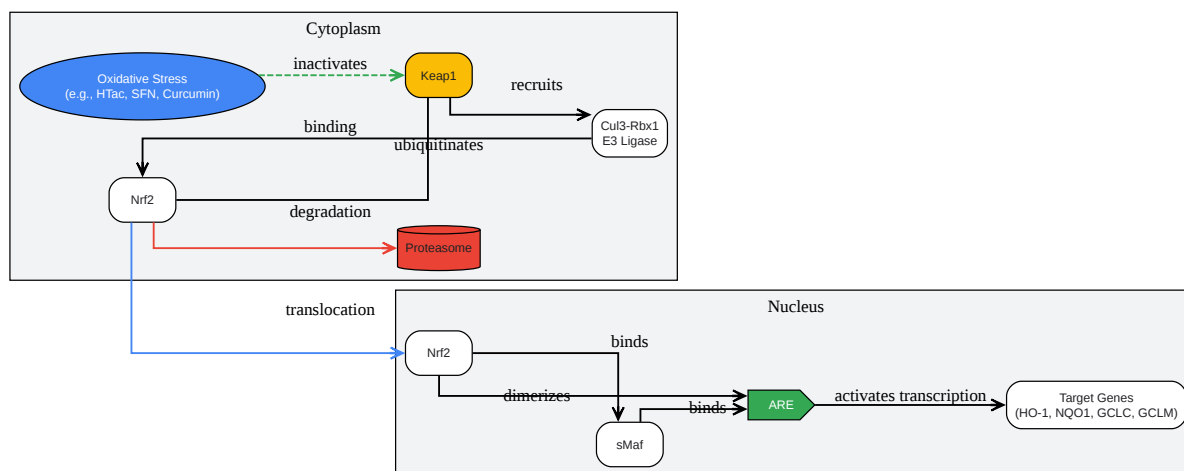 Cytoplasm
Oxidative Stress
(e.g., HTac, SFN, Curcumin)
inactivates
Keap1
recruits
Cul3-Rbx1
E3 Ligase
binding
ubiquitinates
Nrf2
degradation
Proteasome
translocation
Nucleus
Nrf2
binds
dimerizes
binds
sMaf
ARE
activates transcription
Target Genes
(HO-1, NQO1, GCLC, GCLM)